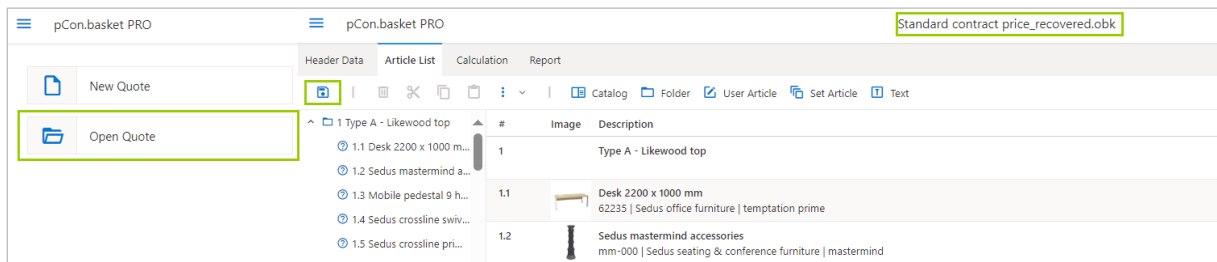 pCon.basket PRO
New Quote
Open Quote
pCon.basket PRO
Standard contract price_recovered.obk
Header Data Article List Calculation Report
Catalog Folder User Article Set Article Text
1 Type A - Likewood top
1.1 Desk 2200 x 1000 m...
1.2 Sedus mastermind a...
1.3 Mobile pedestal 9 h...
1.4 Sedus crossline swiv...
1.5 Sedus crossline pri...
# Image Description
1 Type A - Likewood top
1.1 Desk 2200 x 1000 mm
62235 | Sedus office furniture | temptation prime
1.2 Sedus mastermind accessories
mm-000 | Sedus seating & conference furniture | mastermind